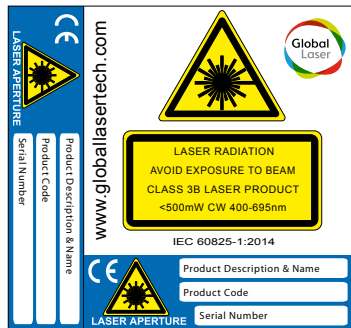 CE
LASER APERTURE
Product Description & Name
Product Code
Serial Number
www.globallasertech.com
Global
Laser
LASER RADIATION
AVOID EXPOSURE TO BEAM
CLASS 3B LASER PRODUCT
<500mW CW 400-695nm
IEC 60825-1:2014
CE
LASER APERTURE
Product Description & Name
Product Code
Serial Number